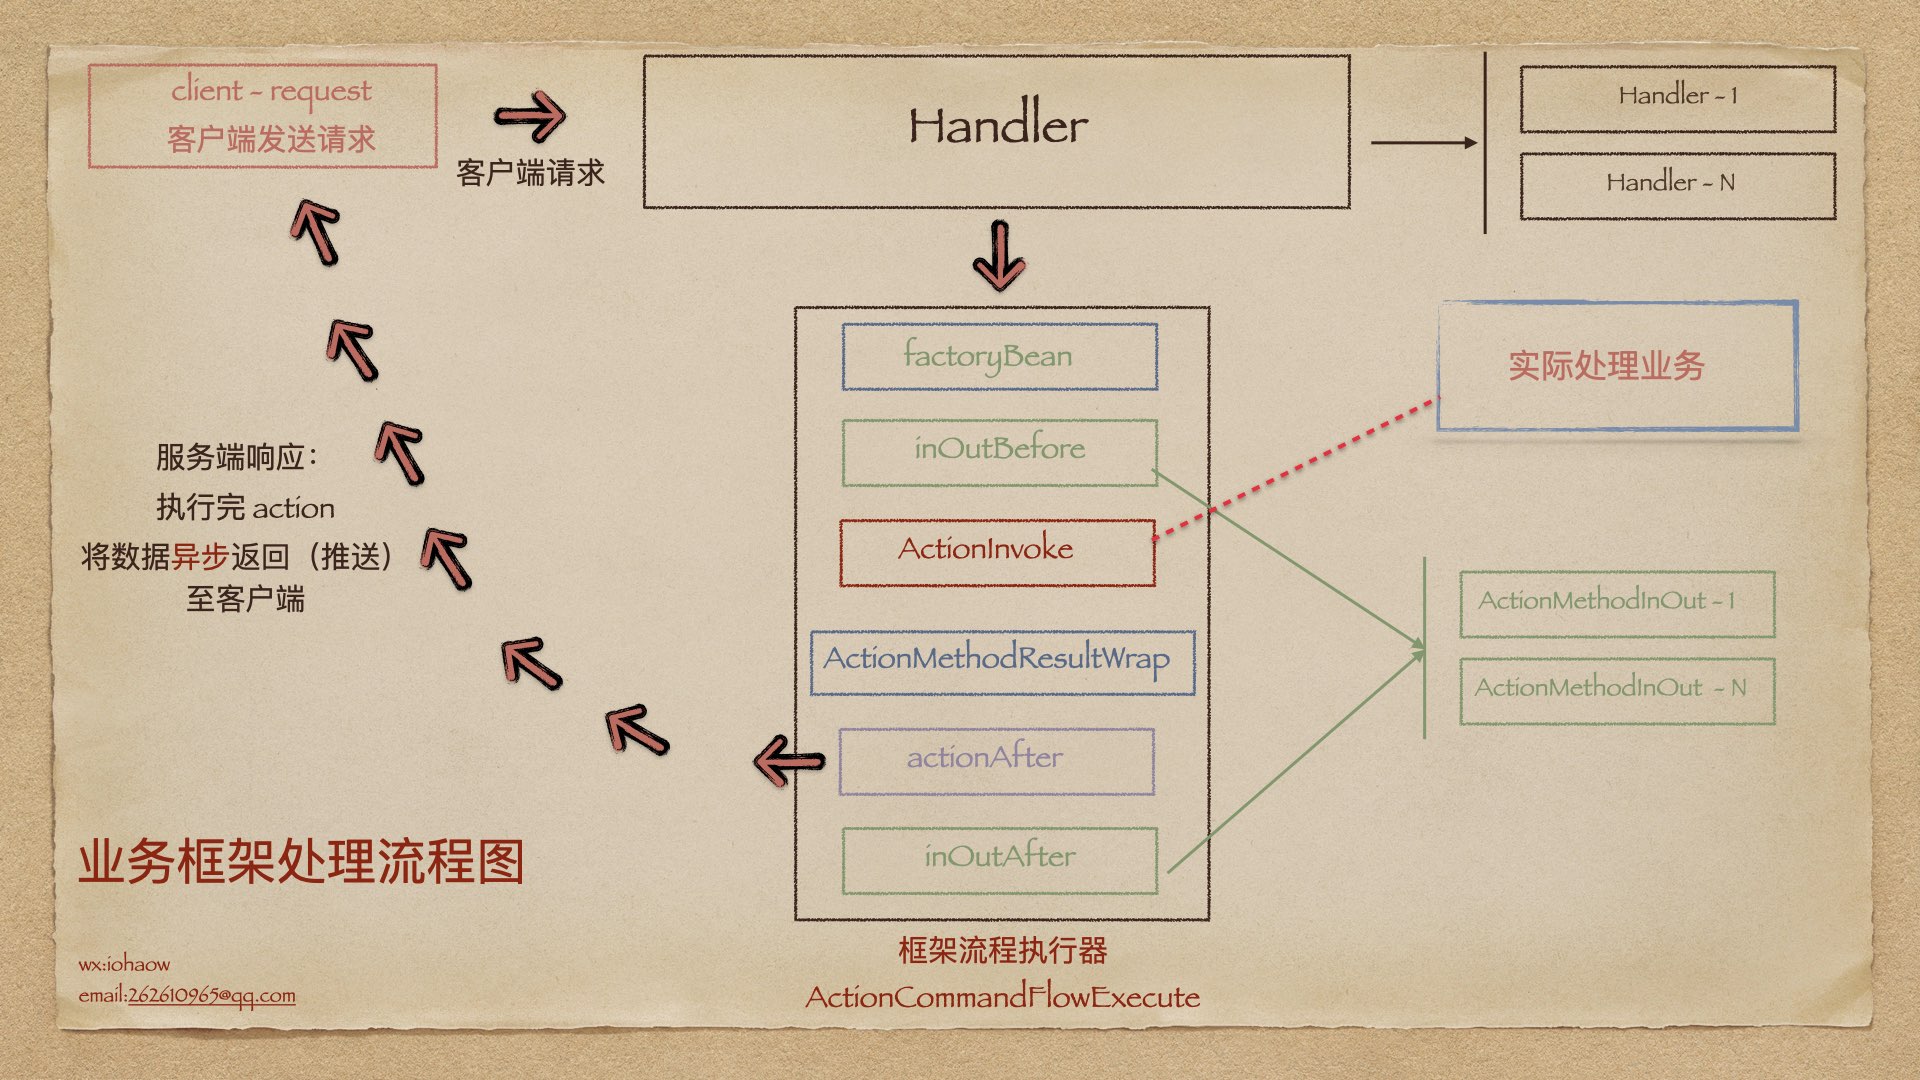 client - request
客户端发送请求
客户端请求
Handler
Handler - 1
Handler - N
factoryBean
inOutBefore
ActionInvoke
ActionMethodResultWrap
actionAfter
inOutAfter
框架流程执行器
ActionCommandFlowExecute
实际处理业务
ActionMethodInOut - 1
ActionMethodInOut - N
服务端响应：
执行完 action
将数据异步返回（推送）
至客户端
业务框架处理流程图
wx:iohaow
email:262610965@qq.com